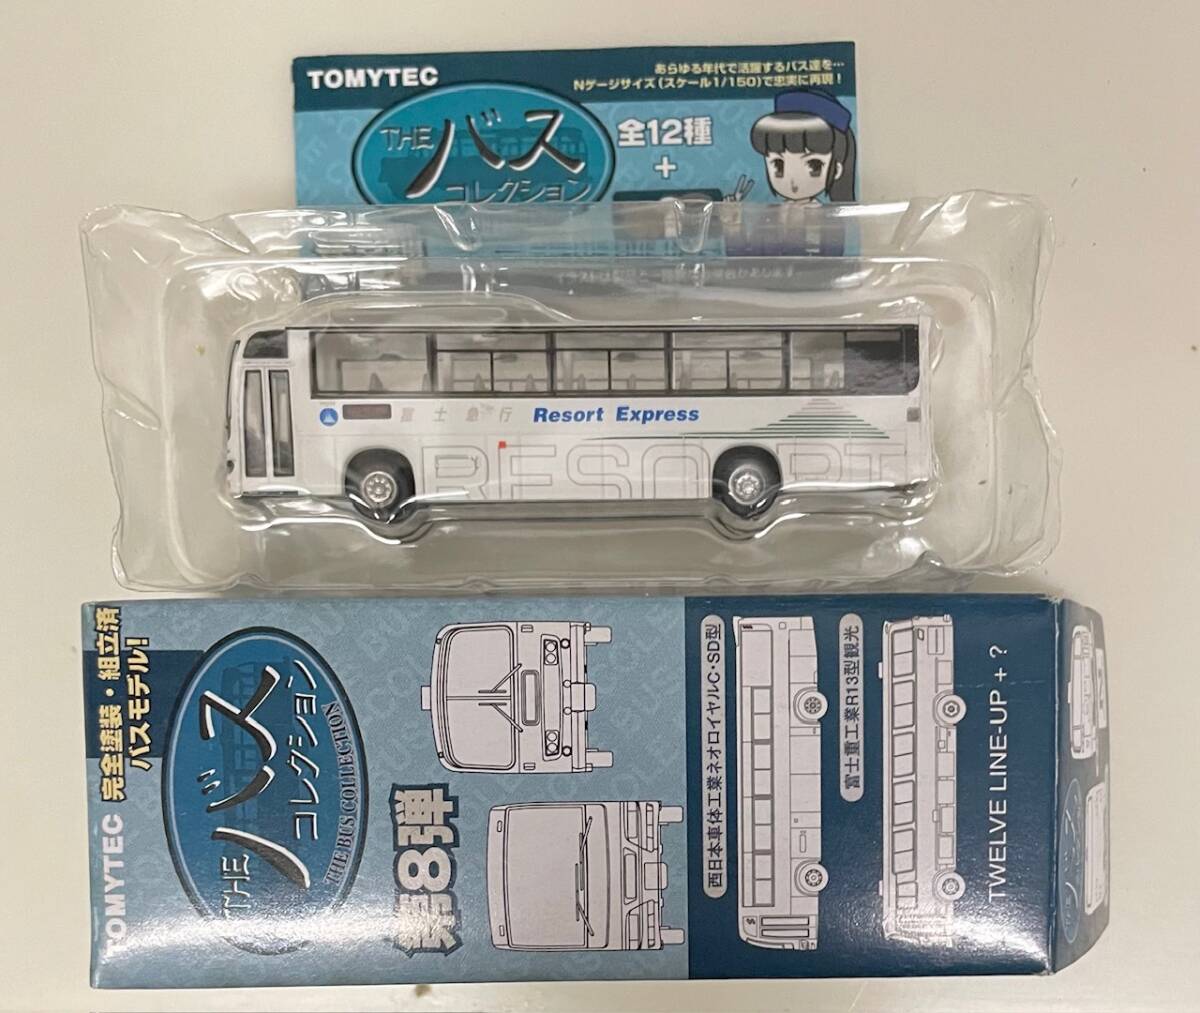 TOMYTEC
あらゆる年代で活躍するバス達を…
Nゲージサイズ(スケール1/150)で忠実に再現!
THE バス
コレクション
全12種
+
富士急行 Resort Express
RESORT
TOMYTEC 完全塗装・組立済
バスモデル!
THE バス
コレクション
THE BUS COLLECTION
第8弾
西日本車体工業ネオロイヤルC・SD型
富士重工業R13型観光
TWELVE LINE-UP + ?